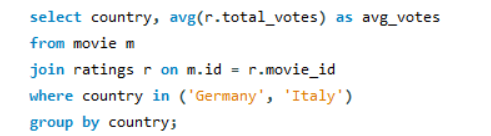 select country, avg(r.total_votes) as avg_votes
from movie m
join ratings r on m.id = r.movie_id
where country in ('Germany', 'Italy')
group by country;